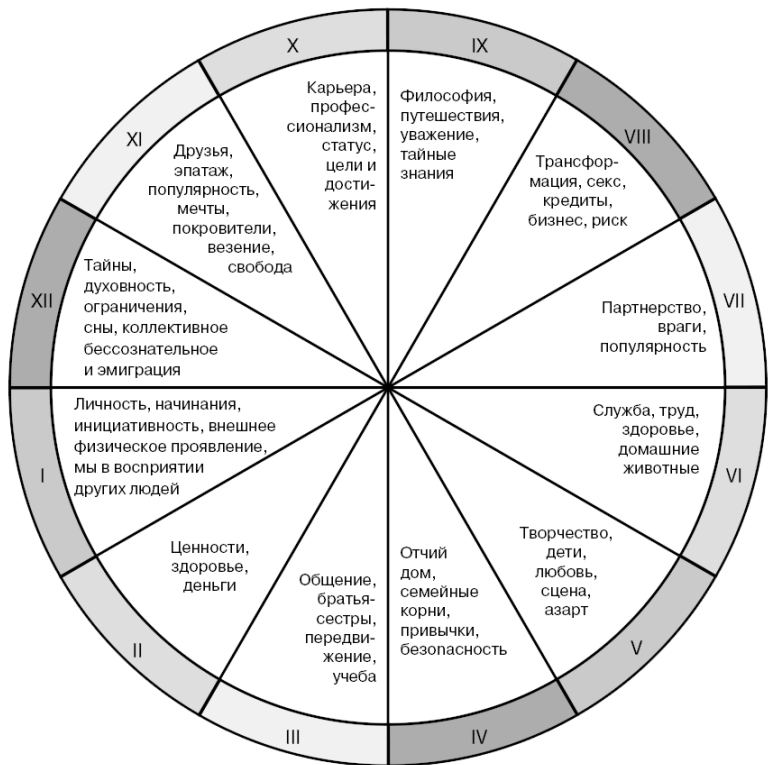 X
Карьера,
профес-
сионализм,
статус,
цели и
дости-
жения
IX
Философия,
путешествия,
уважение,
тайные
знания
VIII
Трансфор-
мация, секс,
кредиты,
бизнес, риск
VII
Партнерство,
враги,
популярность
VI
Служба, труд,
здоровье,
домашние
животные
V
Творчество,
дети,
любовь,
сцена,
азарт
IV
Отчий
дом,
семейные
корни,
привычки,
безопасность
III
Общение,
братья-
сестры,
передви-
жение,
учеба
II
Ценности,
здоровье,
деньги
I
Личность, начинания,
инициативность, внешнее
физическое проявление,
мы в восприятии
других людей
XII
Тайны,
духовность,
ограничения,
сны, коллективное
бессознательное
и эмиграция
XI
Друзья,
эпатаж,
популярность,
мечты,
покровители,
везение,
свобода